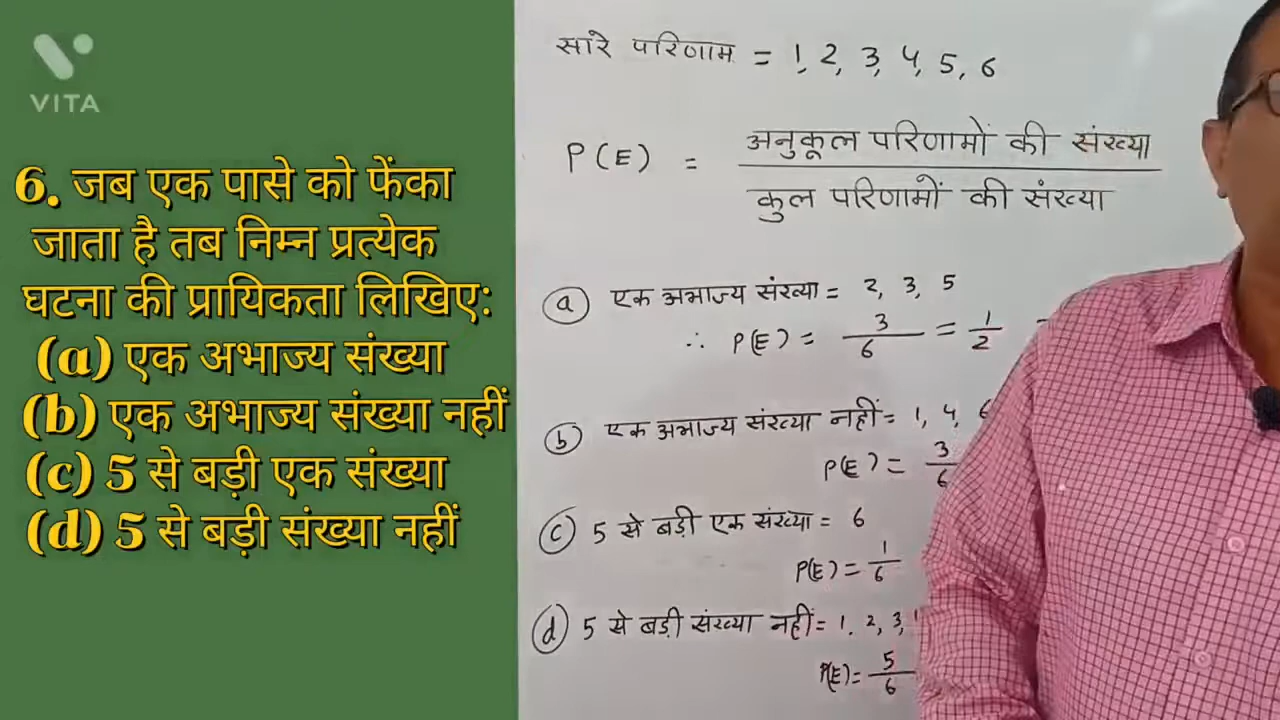 VITA
6. जब एक पासे को फेंका
जाता है तब निम्न प्रत्येक
घटना की प्रायिकता लिखिए:
(a) एक अभाज्य संख्या
(b) एक अभाज्य संख्या नहीं
(c) 5 से बड़ी एक संख्या
(d) 5 से बड़ी संख्या नहीं
सारे परिणाम = 1, 2, 3, 4, 5, 6
P(E) = अनुकूल परिणामों की संख्या
कुल परिणामों की संख्या
(a) एक अभाज्य संख्या = 2, 3, 5
∴ P(E) = 3/6 = 1/2
(b) एक अभाज्य संख्या नहीं = 1, 4, 6
P(E) = 3/6
(c) 5 से बड़ी एक संख्या = 6
P(E) = 1/6
(d) 5 से बड़ी संख्या नहीं = 1, 2, 3,
P(E) = 5/6